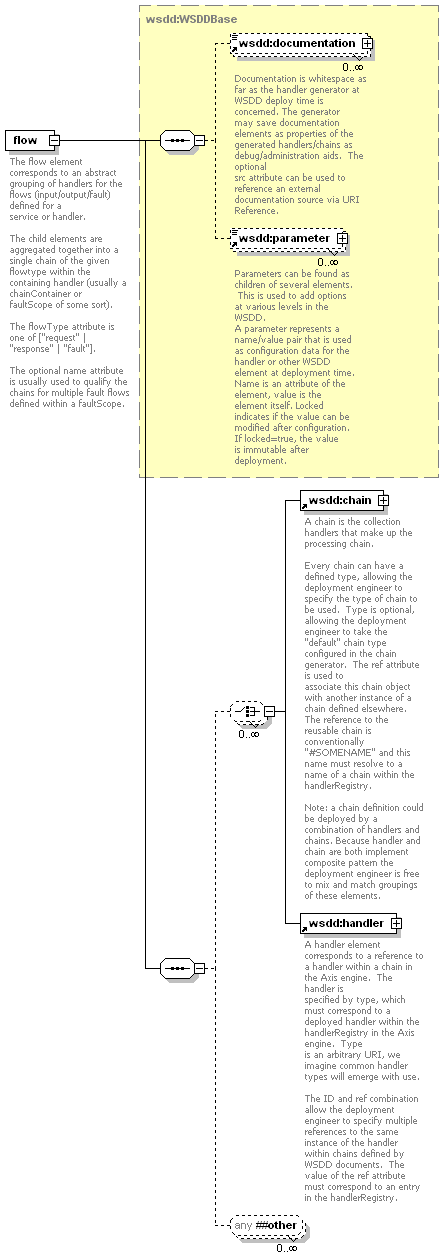 wsdd:WSDDBase
wsdd:documentation
0..∞
Documentation is whitespace as
far as the handler generator at
WSDD deploy time is
concerned. The generator
may save documentation
elements as properties of the
generated handlers/chains as
debug/administration aids.  The
optional
src attribute can be used to
reference an external
documentation source via URI
Reference.
flow
The flow element
corresponds to an abstract
grouping of handlers for the
flows (input/output/fault)
defined for a
service or handler.
The child elements are
aggregated together into a
single chain of the given
flowtype within the
containing handler (usually a
chainContainer or
faultScope of some sort).
The flowType attribute is
one of ["request" |
"response" | "fault"].
The optional name attribute
is usually used to qualify the
chains for multiple fault flows
defined within a faultScope.
wsdd:parameter
0..∞
Parameters can be found as
children of several elements.
This is used to add options
at various levels in the
WSDD.
A parameter represents a
name/value pair that is used
as configuration data for the
handler or other WSDD
element at deployment time.
Name is an attribute of the
element, value is the
element itself. Locked
indicates if the value can be
modified after configuration.
If locked=true, the value
is immutable after
deployment.
wsdd:chain
A chain is the collection
handlers that make up the
processing chain.
Every chain can have a
defined type, allowing the
deployment engineer to
specify the type of chain to
be used.  Type is optional,
allowing the deployment
engineer to take the
"default" chain type
configured in the chain
generator.  The ref attribute
is used to
associate this chain object
with another instance of a
chain defined elsewhere.
The reference to the
reusable chain is
conventionally
"#SOMENAME" and this
name must resolve to a
name of a chain within the
handlerRegistry.
Note: a chain definition could
be deployed by a
combination of handlers and
chains. Because handler and
chain are both implement
composite pattern the
deployment engineer is free
to mix and match groupings
of these elements.
0..∞
wsdd:handler
A handler element
corresponds to a reference to
a handler within a chain in
the Axis engine.  The
handler is
specified by type, which
must correspond to a
deployed handler within the
handlerRegistry in the Axis
engine.  Type
is an arbitrary URI, we
imagine common handler
types will emerge with use.
The ID and ref combination
allow the deployment
engineer to specify multiple
references to the same
instance of the handler
within chains defined by
WSDD documents.  The
value of the ref attribute
must correspond to an entry
in the handlerRegistry.
any ##other
0..∞